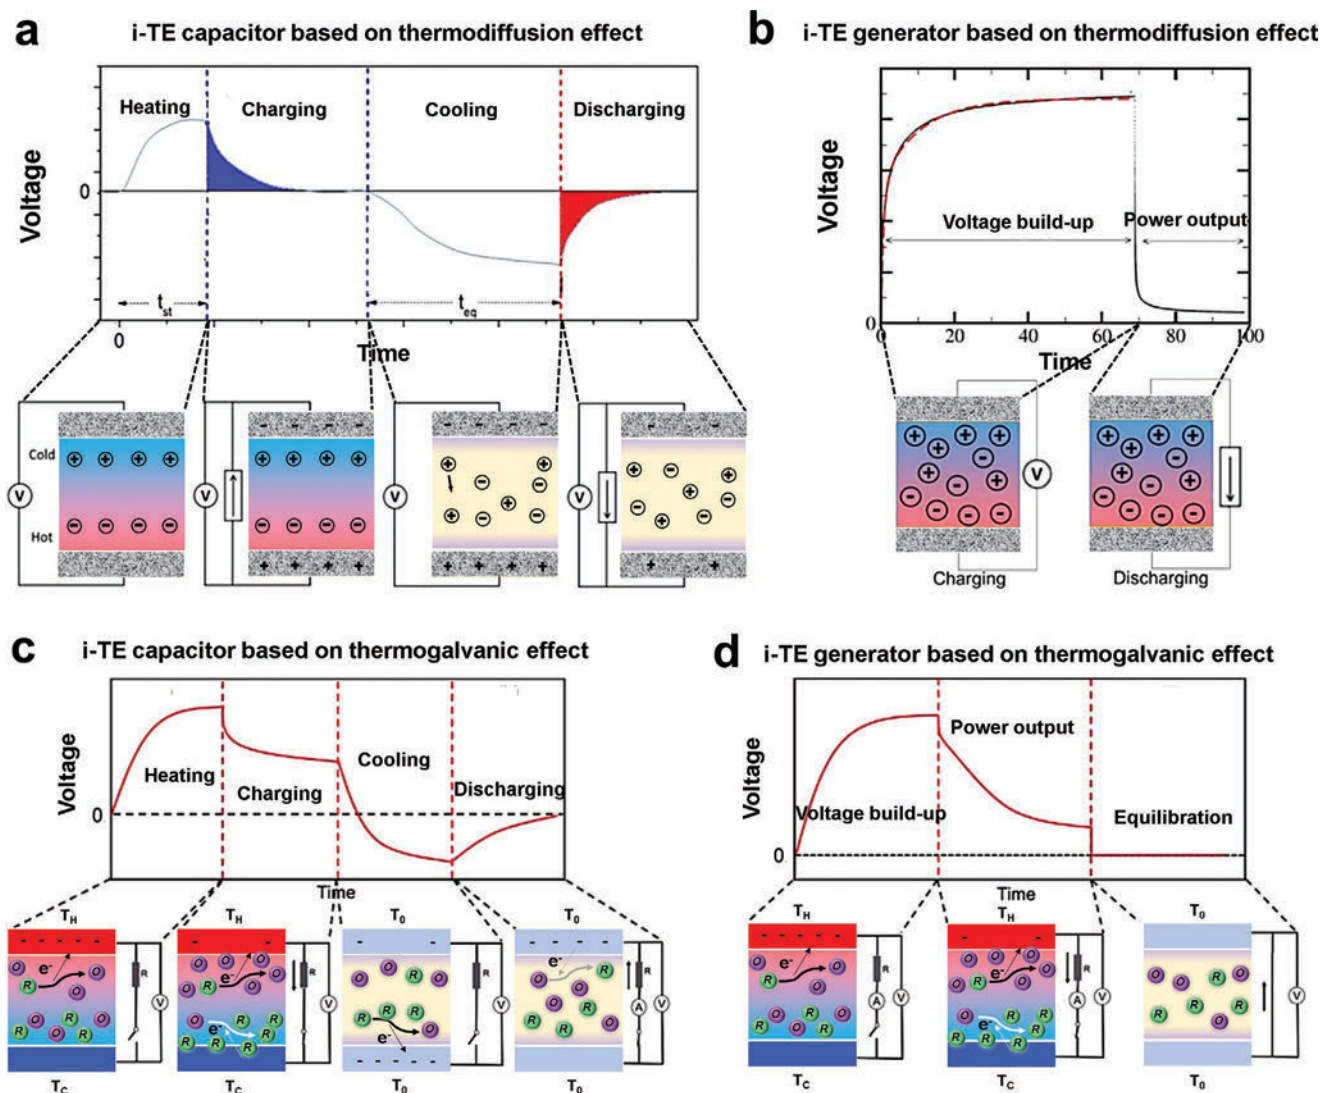 a
i-TE capacitor based on thermodiffusion effect
Heating
Charging
Cooling
Discharging
Voltage
0
t_st
t_eq
0
Time
- - - -
- - - -
- -
Cold
+ + + +
+ + + +
V
V
V
V
- - - -
- - - -
Hot
+ + + +
+ + + +
+ +
b
i-TE generator based on thermodiffusion effect
Voltage
Voltage build-up
Power output
0
0 20 40 60 80 100
Time
V
Charging
Discharging
c
i-TE capacitor based on thermogalvanic effect
Voltage
Heating
Charging
Cooling
Discharging
0
Time
T_H
T_H
T_0
T_0
- - - - -
- -
- -
- -
O O R O e⁻ R V
O O O O R O e⁻ R V
O R O R V
e⁻ R O O R A V
R O R O R R
e⁻ R R R R R R
R R R O e⁻
O R O R
- - - - -
T_C
T_C
T_0
T_0
d
i-TE generator based on thermogalvanic effect
Voltage
Power output
Voltage build-up
Equilibration
0
Time
T_H
T_H
T_0
- - - - -
- -
O O R O e⁻ R A V
O O O O R O e⁻ R A V
O O R V
O R O R R R
e⁻ R R R R R R
R R O R
T_C
T_C
T_0